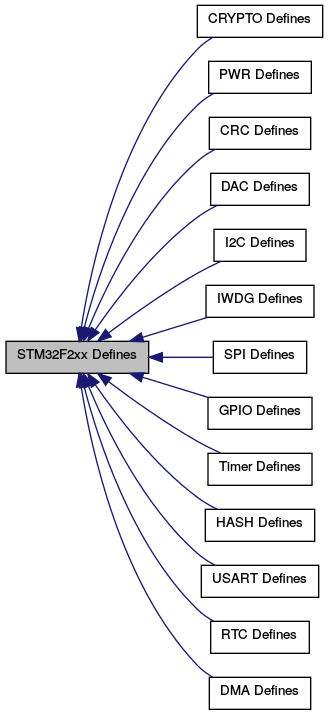 CRYPTO Defines
PWR Defines
CRC Defines
DAC Defines
I2C Defines
IWDG Defines
STM32F2xx Defines
SPI Defines
GPIO Defines
Timer Defines
HASH Defines
USART Defines
RTC Defines
DMA Defines